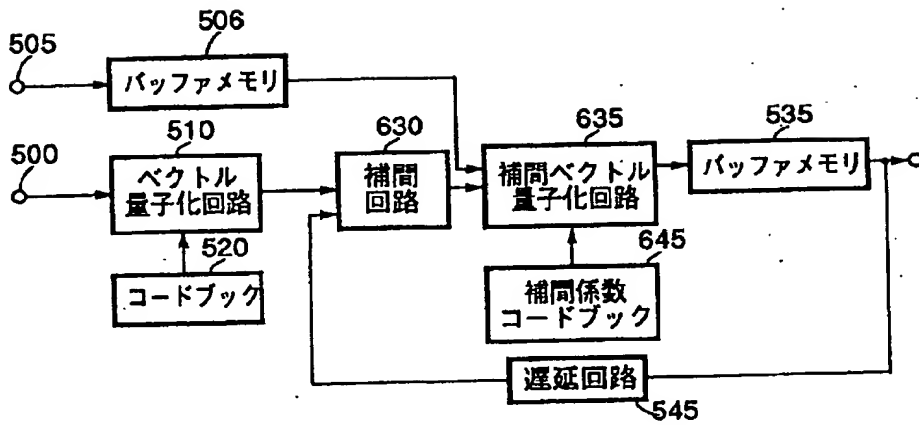 505
506
バッファメモリ
500
510
ベクトル
量子化回路
520
コードブック
630
補間
回路
635
補間ベクトル
量子化回路
535
バッファメモリ
645
補間係数
コードブック
遅延回路
545